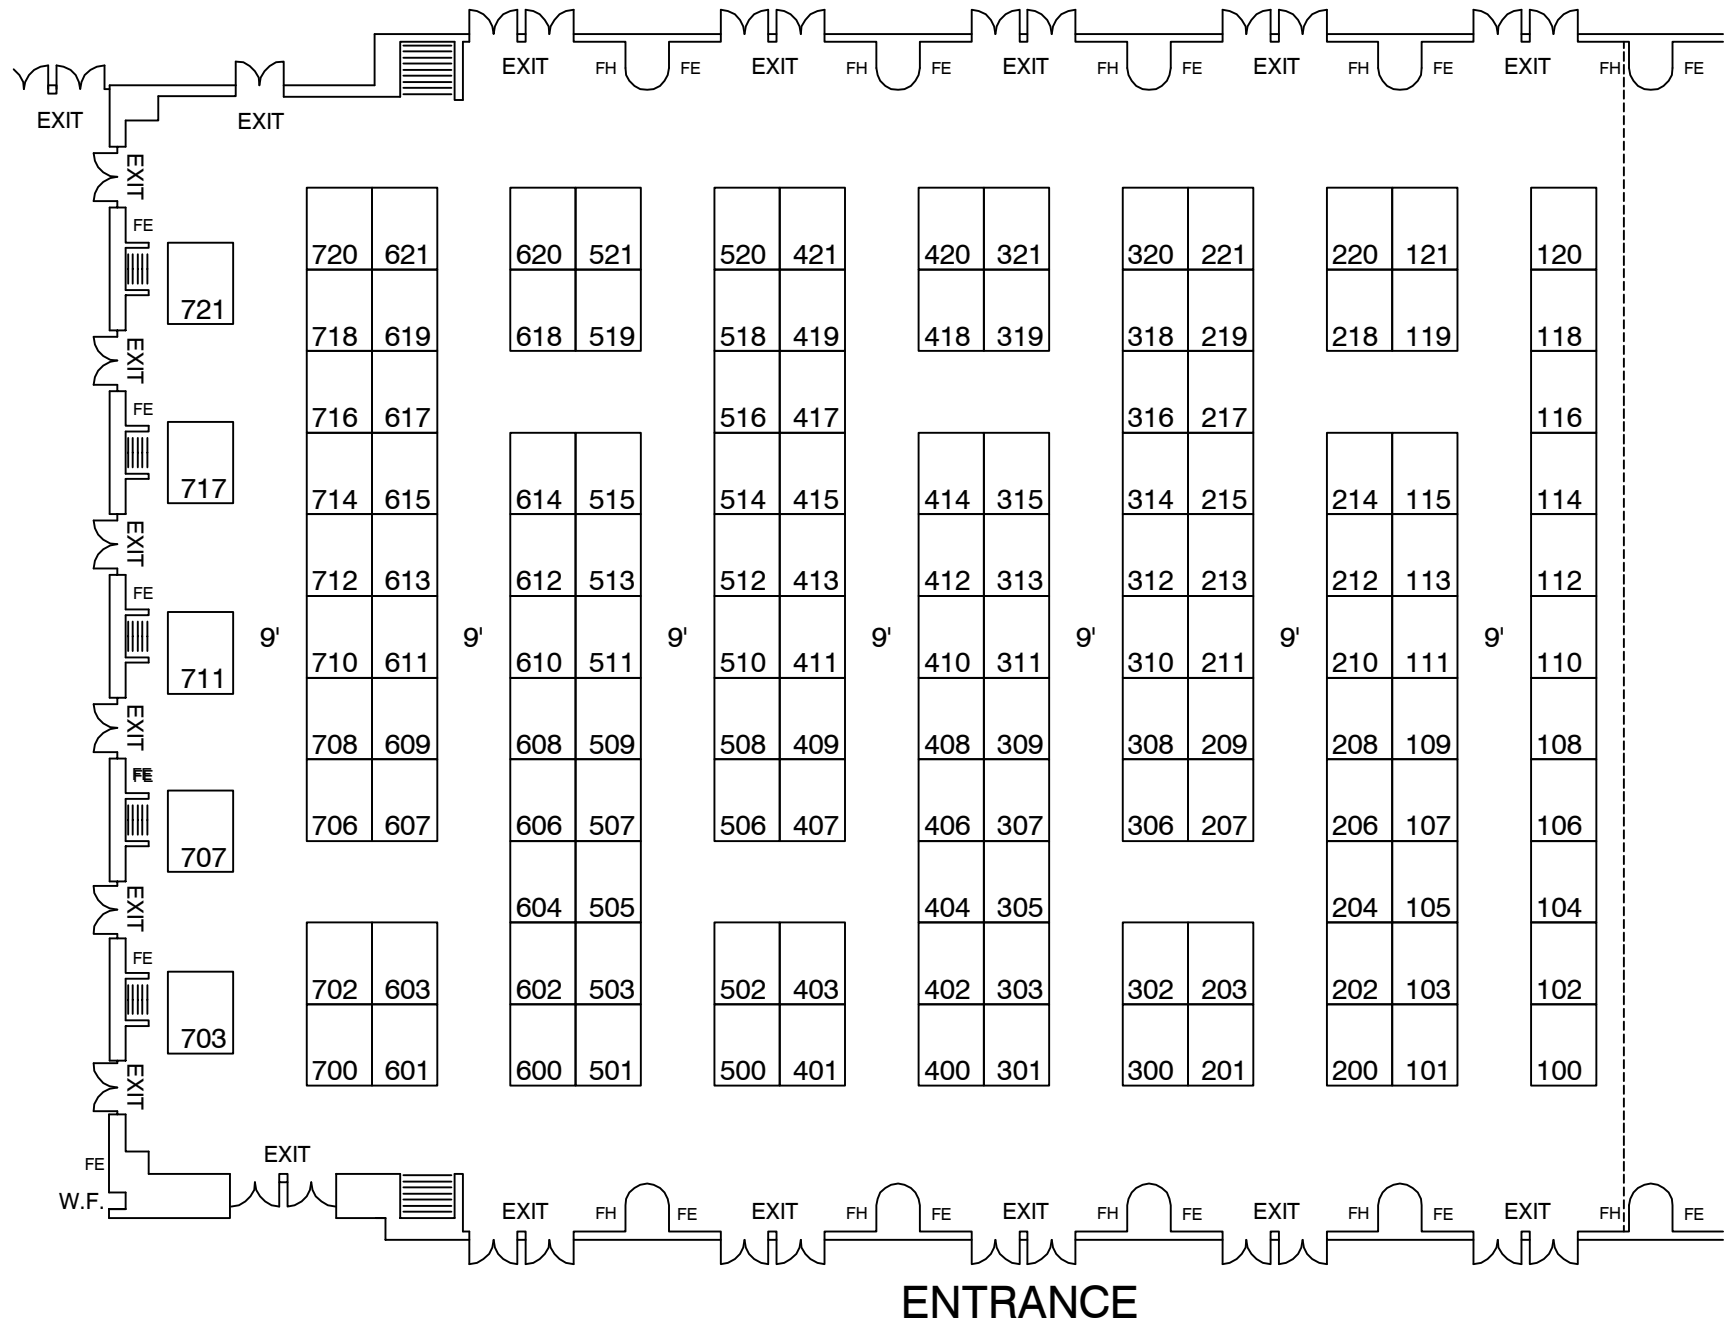 EXIT FH FE EXIT FH FE EXIT FH FE EXIT FH FE EXIT FH FE
EXIT EXIT
EXIT
FE
720 621 620 521 520 421 420 321 320 221 220 121 120
721
718 619 618 519 518 419 418 319 318 219 218 119 118
EXIT
FE
716 617 516 417 316 217 116
717
714 615 614 515 514 415 414 315 314 215 214 115 114
EXIT
712 613 612 513 512 413 412 313 312 213 212 113 112
FE
9' 9' 9' 9' 9' 9' 9'
710 611 610 511 510 411 410 311 310 211 210 111 110
711
EXIT
708 609 608 509 508 409 408 309 308 209 208 109 108
FE
706 607 606 507 506 407 406 307 306 207 206 107 106
707
EXIT
604 505 404 305 204 105 104
FE
702 603 602 503 502 403 402 303 302 203 202 103 102
703
700 601 600 501 500 401 400 301 300 201 200 101 100
EXIT
EXIT
FE
W.F.
EXIT FH FE EXIT FH FE EXIT FH FE EXIT FH FE EXIT FH FE
ENTRANCE